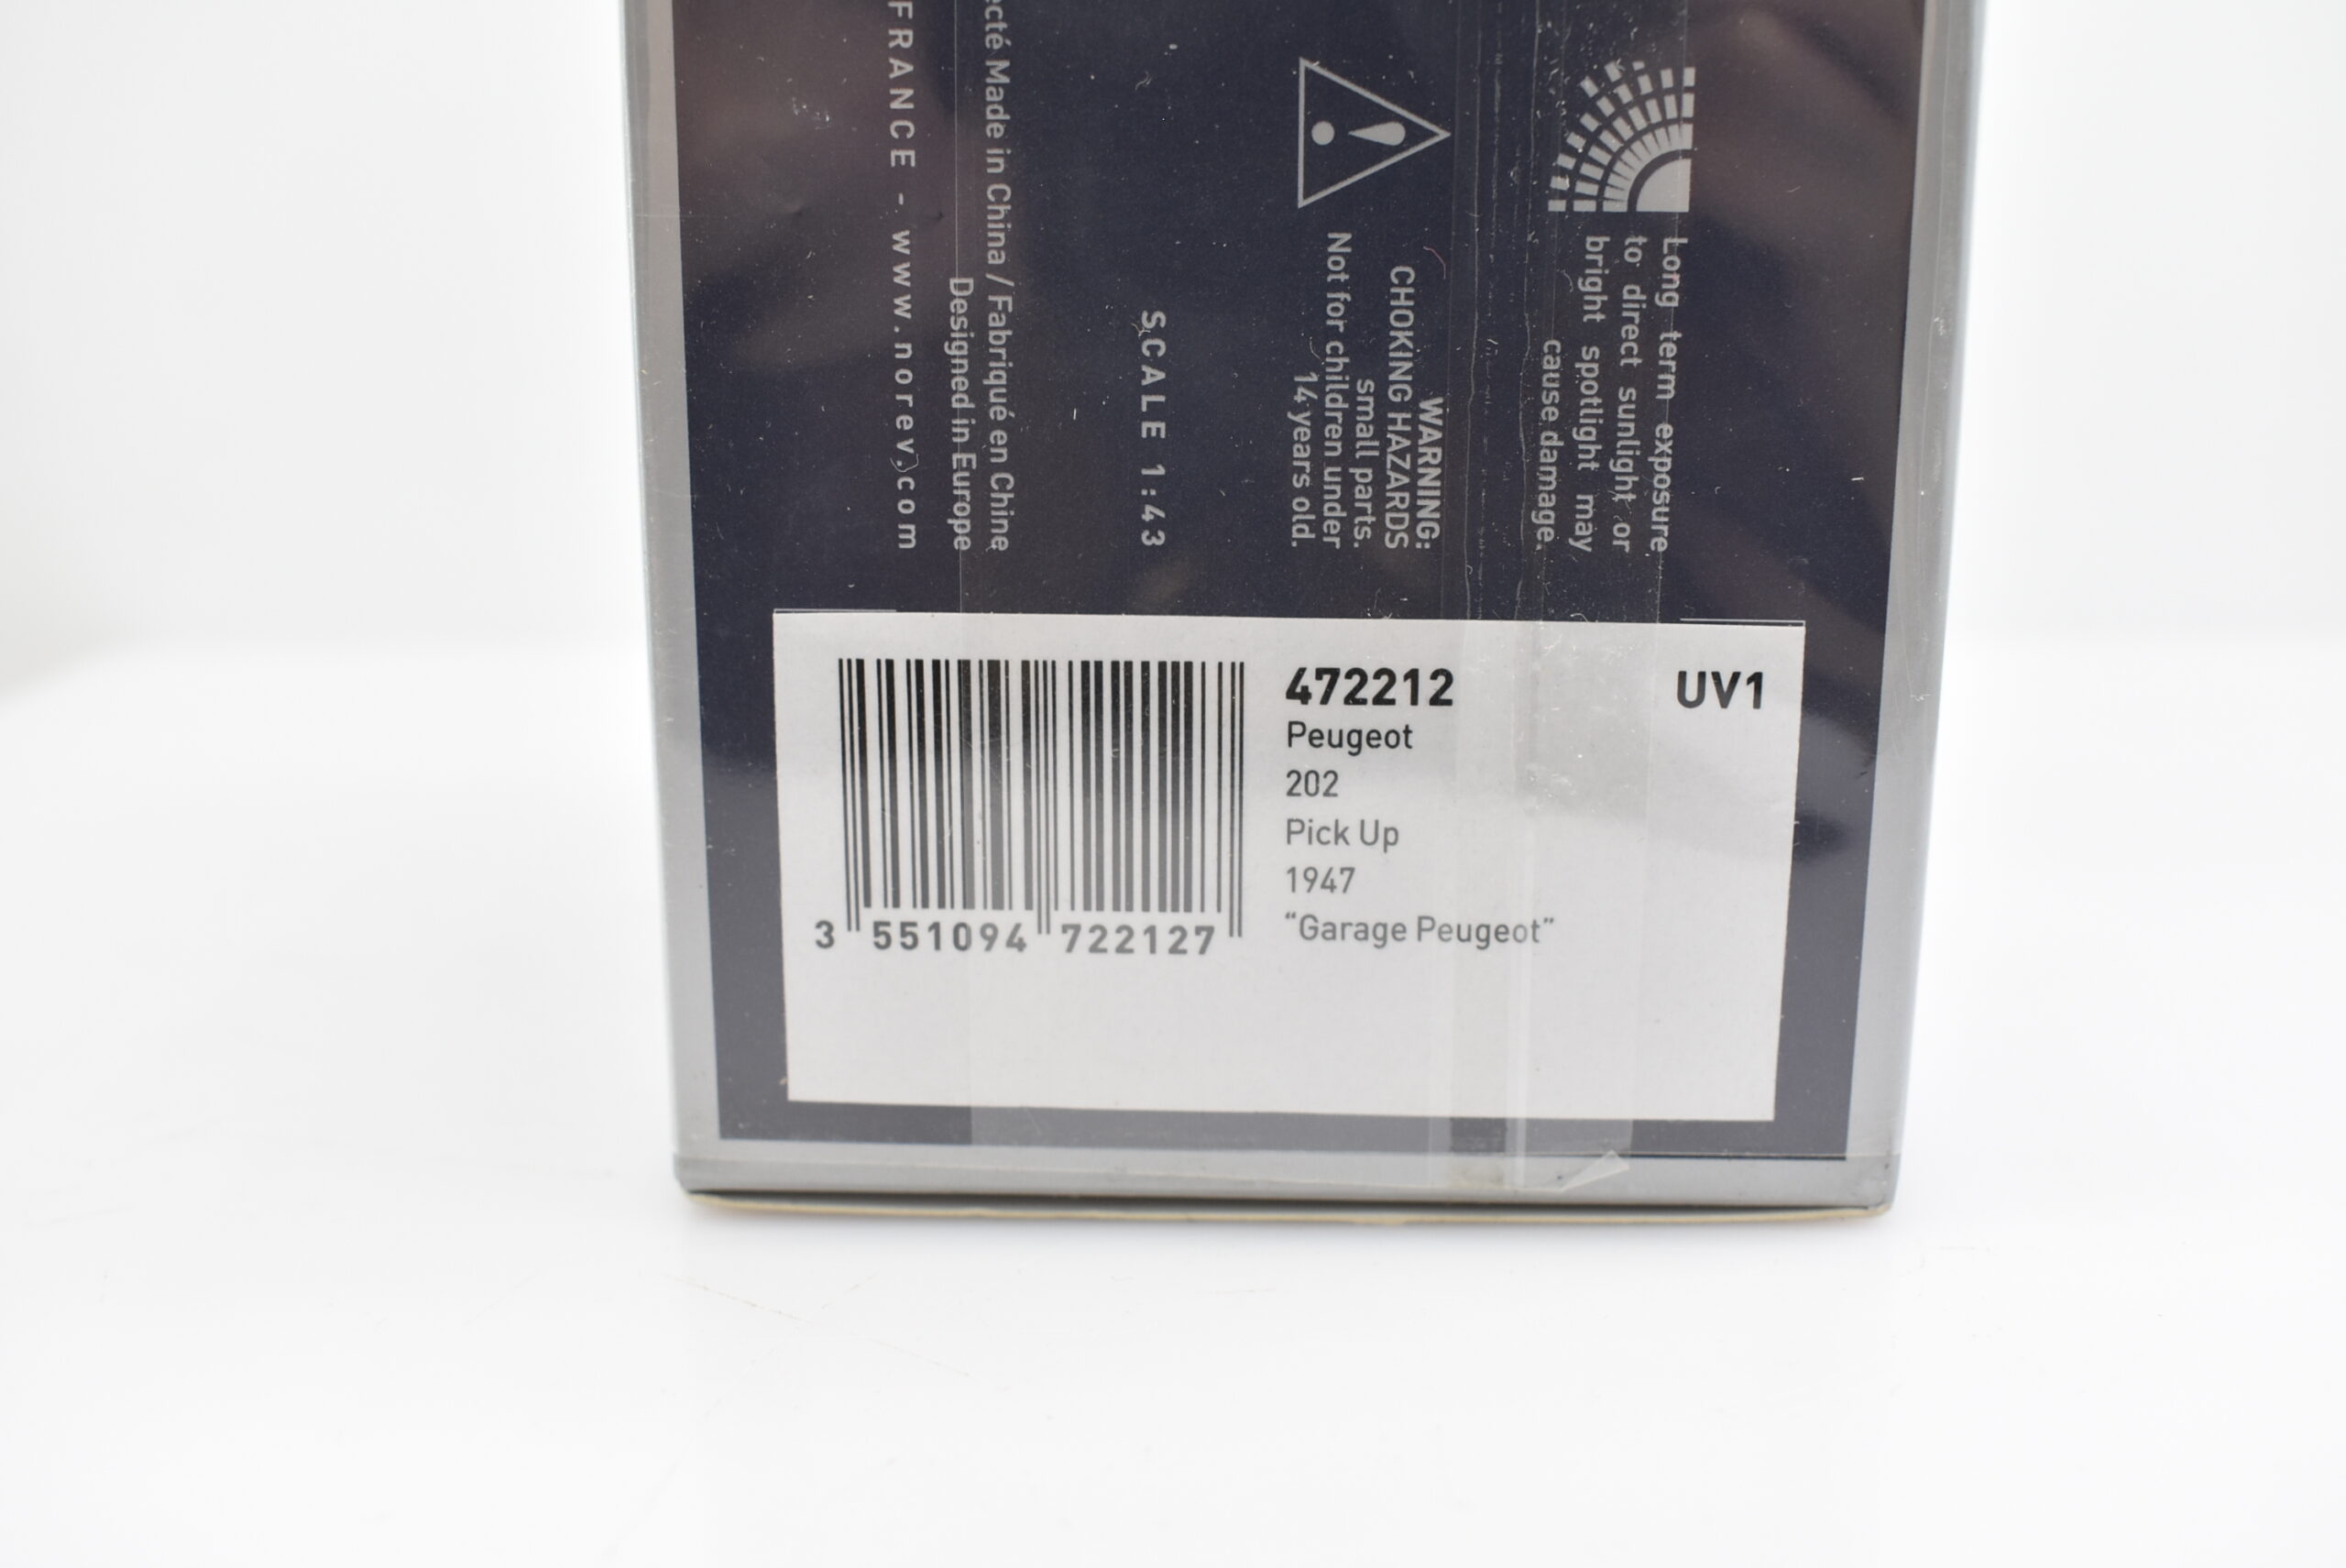 Long term exposure
to direct sunlight or
bright spotlight may
cause damage.
WARNING:
CHOKING HAZARDS
small parts.
Not for children under
14 years old.
SCALE 1:43
Made in China / Fabriqué en Chine
Designed in Europe
FRANCE - www.norev.com
472212
UV1
Peugeot
202
Pick Up
1947
“Garage Peugeot”
3 551094 722127